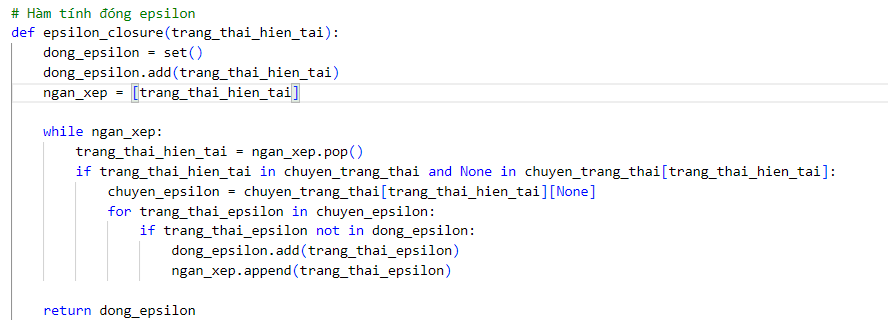 # Hàm tính đóng epsilon
def epsilon_closure(trang_thai_hien_tai):
    dong_epsilon = set()
    dong_epsilon.add(trang_thai_hien_tai)
    ngan_xep = [trang_thai_hien_tai]

    while ngan_xep:
        trang_thai_hien_tai = ngan_xep.pop()
        if trang_thai_hien_tai in chuyen_trang_thai and None in chuyen_trang_thai[trang_thai_hien_tai]:
            chuyen_epsilon = chuyen_trang_thai[trang_thai_hien_tai][None]
            for trang_thai_epsilon in chuyen_epsilon:
                if trang_thai_epsilon not in dong_epsilon:
                    dong_epsilon.add(trang_thai_epsilon)
                    ngan_xep.append(trang_thai_epsilon)

    return dong_epsilon